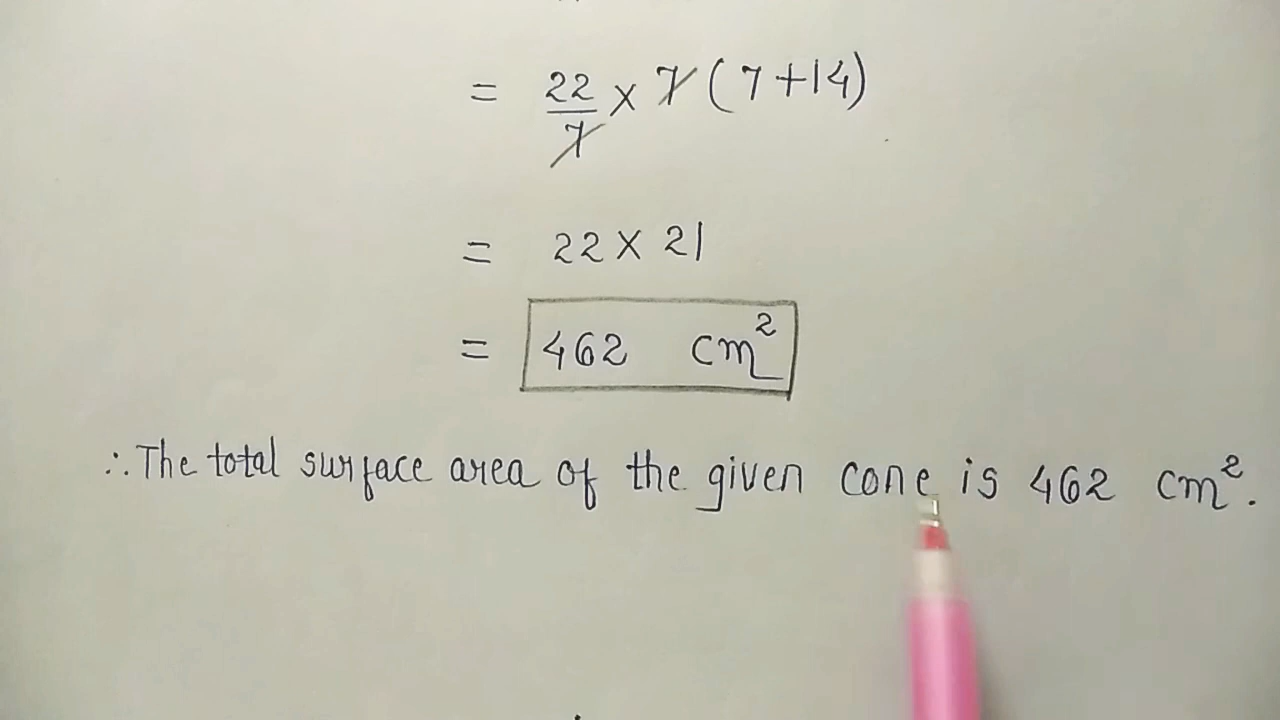 = 22/7 × 7 (7+14)
= 22 × 21
= 462 cm²
∴ The total surface area of the given cone is 462 cm².